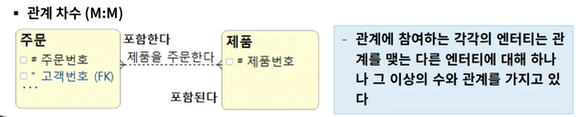 ▪ 관계 차수 (M:M)
주문
# 주문번호
* 고객번호 (FK)
...
포함한다
제품을 주문한다
포함된다
제품
# 제품번호
- 관계에 참여하는 각각의 엔터티는 관
계를 맺는 다른 엔터티에 대해 하나
나 그 이상의 수와 관계를 가지고 있
다